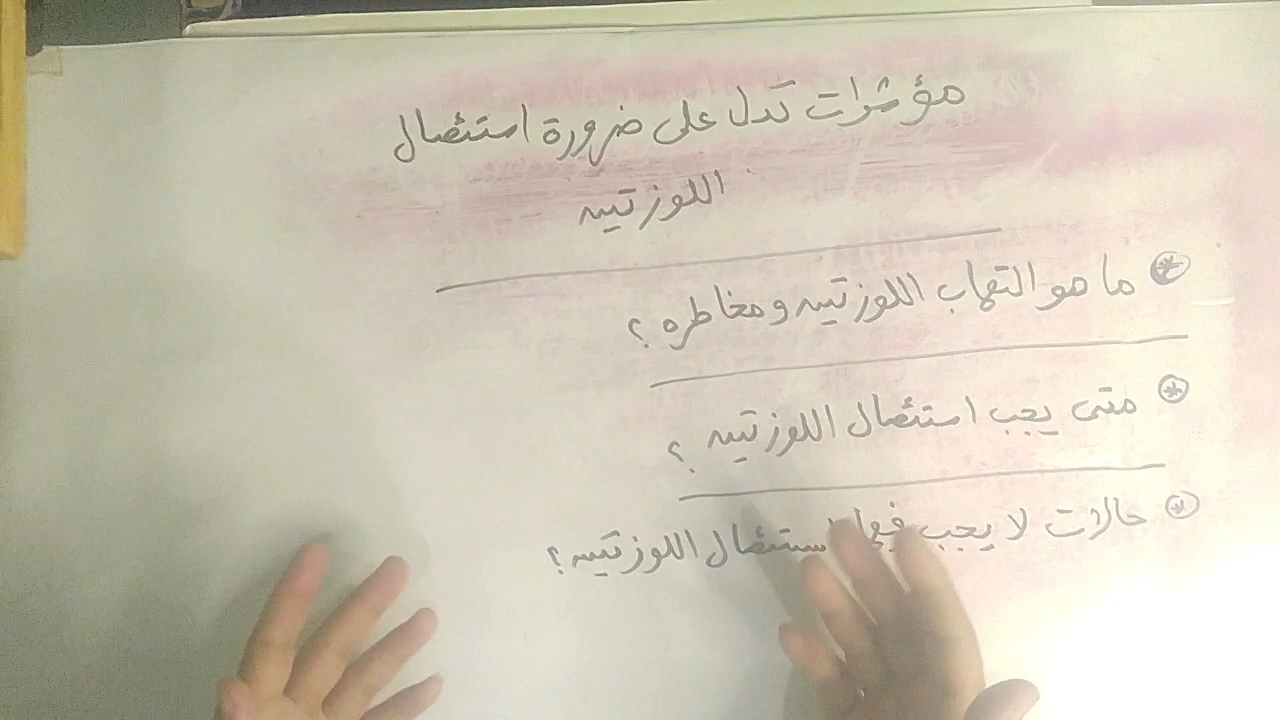 مؤشرات تدل على ضرورة استئصال
اللوزتين
ما هو التهاب اللوزتين ومخاطره ؟
متى يجب استئصال اللوزتين ؟
حالات لا يجب فيها استئصال اللوزتين ؟